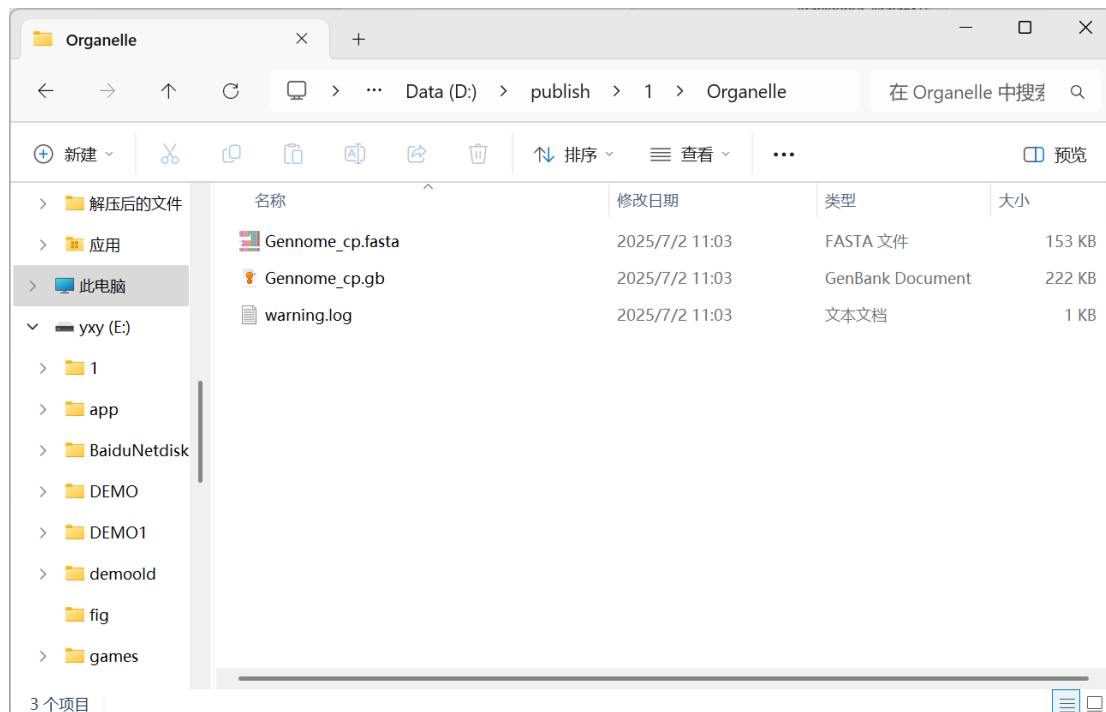 Organelle
Data (D:) > publish > 1 > Organelle
在 Organelle 中搜索
新建 排序 查看 ··· 预览
解压后的文件
应用
此电脑
yxy (E:)
1
app
BaiduNetdisk
DEMO
DEMO1
demoold
fig
games
名称 修改日期 类型 大小
Gennome_cp.fasta 2025/7/2 11:03 FASTA 文件 153 KB
Gennome_cp.gb 2025/7/2 11:03 GenBank Document 222 KB
warning.log 2025/7/2 11:03 文本文档 1 KB
3 个项目